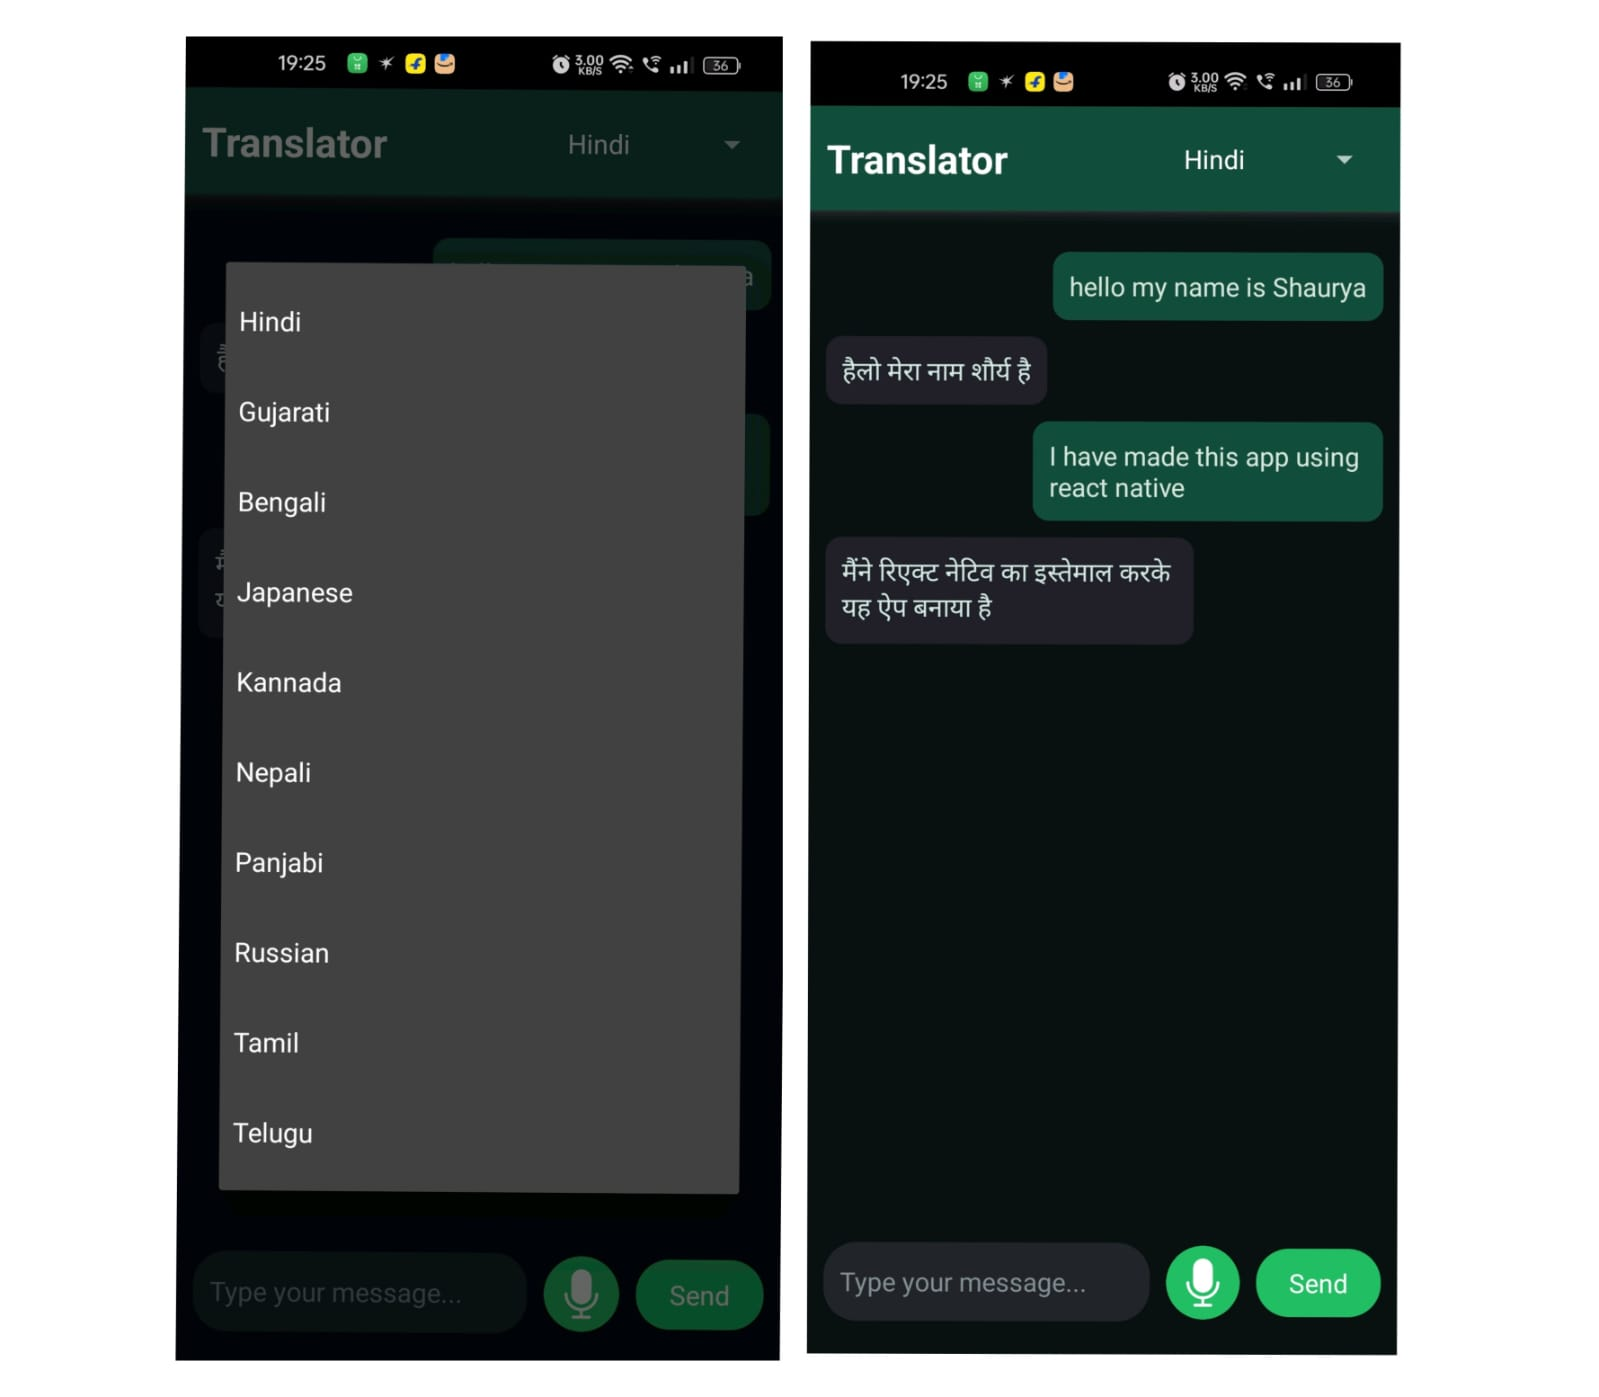 19:25
3.00
KB/S
36
Translator
Hindi
Hindi
Gujarati
Bengali
Japanese
Kannada
Nepali
Panjabi
Russian
Tamil
Telugu
Type your message...
Send
19:25
3.00
KB/S
36
Translator
Hindi
hello my name is Shaurya
हैलो मेरा नाम शौर्य है
I have made this app using
react native
मैंने रिएक्ट नेटिव का इस्तेमाल करके
यह ऐप बनाया है
Type your message...
Send